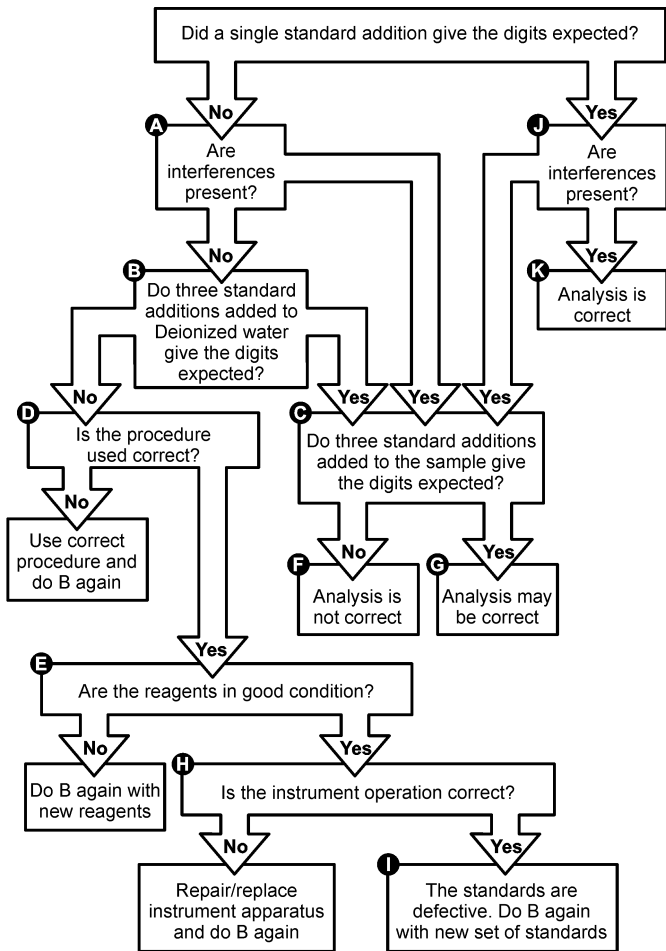 Did a single standard addition give the digits expected?
No
Yes
A
J
Are
interferences
present?
Are
interferences
present?
No
Yes
B
K
Do three standard
additions added to
Deionized water
give the digits
expected?
Analysis is
correct
No
Yes
Yes
Yes
D
C
Is the procedure
used correct?
Do three standard additions
added to the sample give
the digits expected?
No
No
Yes
Use correct
procedure and
do B again
F
G
Analysis is
not correct
Analysis may
be correct
Yes
E
Are the reagents in good condition?
No
Yes
H
Do B again with
new reagents
Is the instrument operation correct?
No
Yes
I
Repair/replace
instrument apparatus
and do B again
The standards are
defective. Do B again
with new set of standards